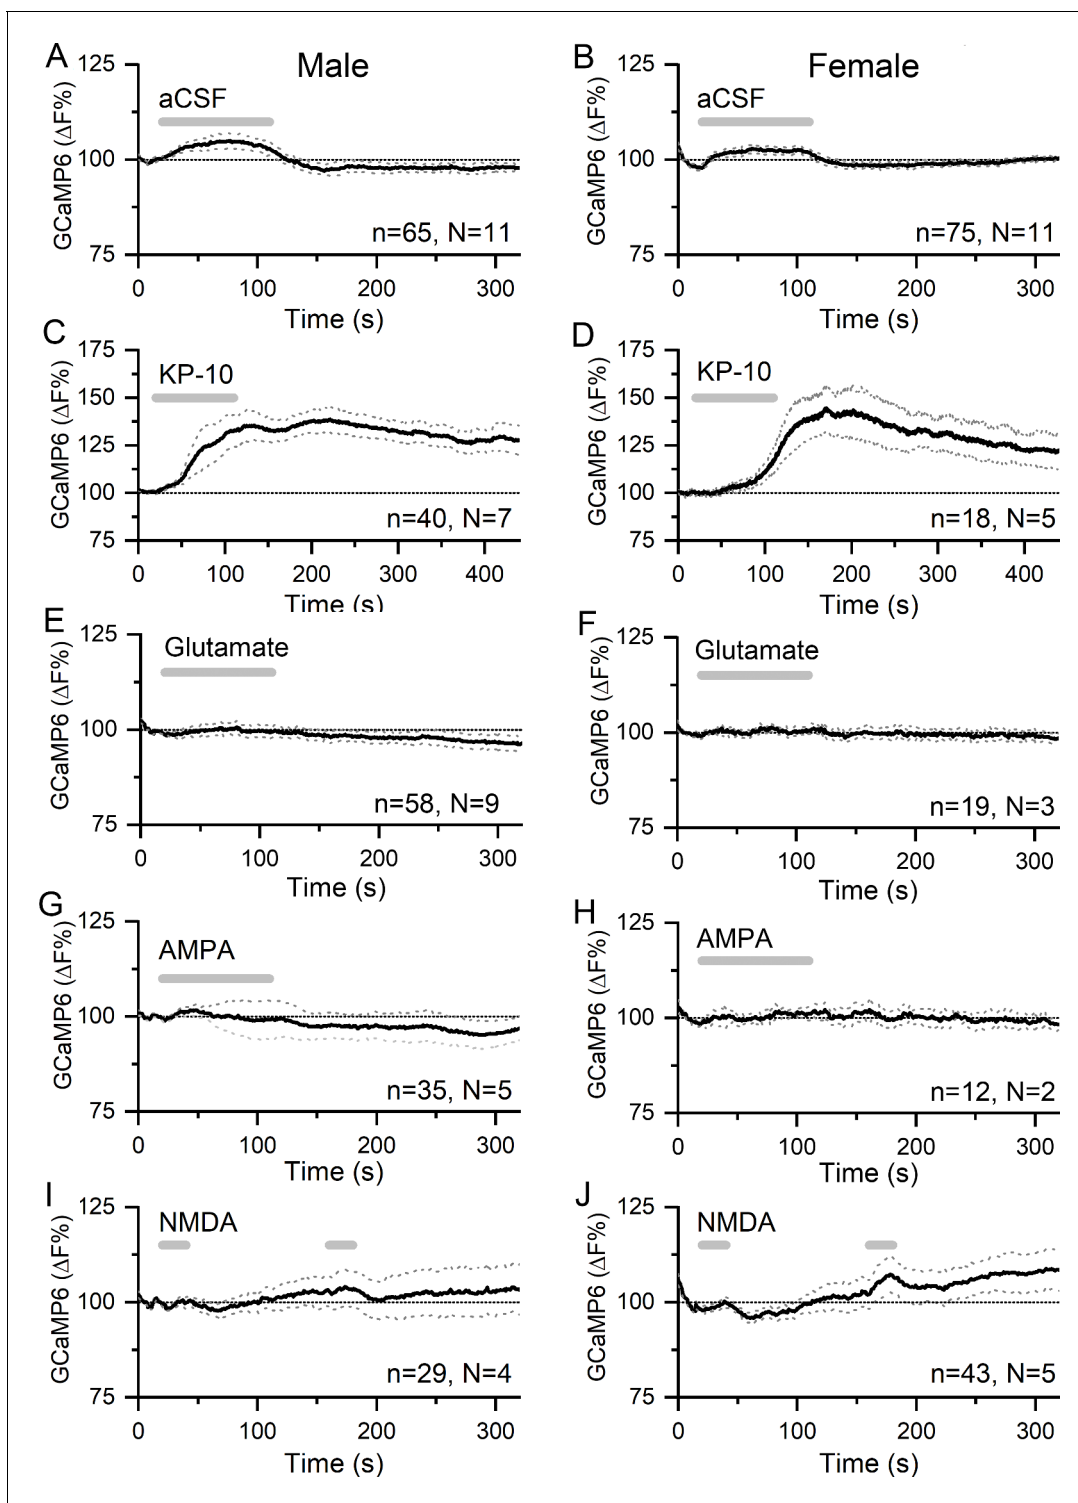 A
Male
125
aCSF
100
75
GCaMP6 (ΔF%)
n=65, N=11
0 100 200 300
Time (s)
B
Female
125
aCSF
100
75
GCaMP6 (ΔF%)
n=75, N=11
0 100 200 300
Time (s)
C
175
KP-10
150
125
100
75
GCaMP6 (ΔF%)
n=40, N=7
0 100 200 300 400
Time (s)
D
175
KP-10
150
125
100
75
GCaMP6 (ΔF%)
n=18, N=5
0 100 200 300 400
Time (s)
E
125
Glutamate
100
75
GCaMP6 (ΔF%)
n=58, N=9
0 100 200 300
Time (s)
F
125
Glutamate
100
75
GCaMP6 (ΔF%)
n=19, N=3
0 100 200 300
Time (s)
G
125
AMPA
100
75
GCaMP6 (ΔF%)
n=35, N=5
0 100 200 300
Time (s)
H
125
AMPA
100
75
GCaMP6 (ΔF%)
n=12, N=2
0 100 200 300
Time (s)
I
125
NMDA
100
75
GCaMP6 (ΔF%)
n=29, N=4
0 100 200 300
Time (s)
J
125
NMDA
100
75
GCaMP6 (ΔF%)
n=43, N=5
0 100 200 300
Time (s)